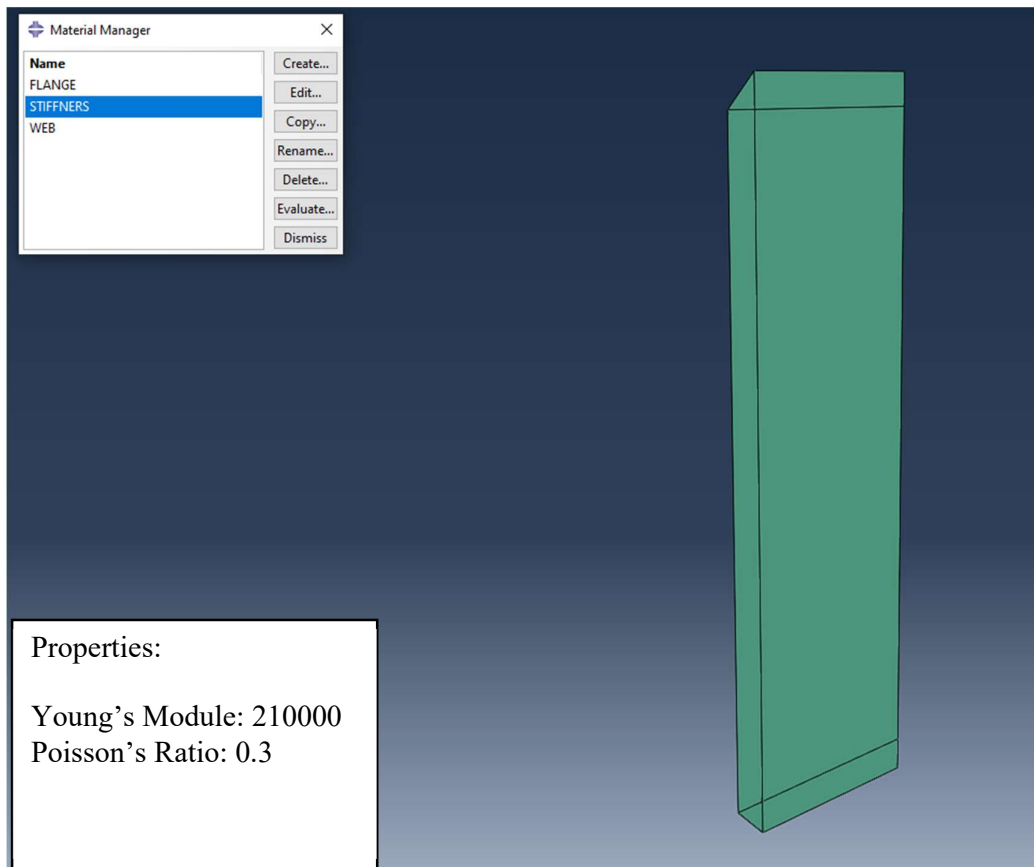 Material Manager
Name
FLANGE
STIFFNERS
WEB
Create...
Edit...
Copy...
Rename...
Delete...
Evaluate...
Dismiss
Properties:
Young’s Module: 210000
Poisson’s Ratio: 0.3